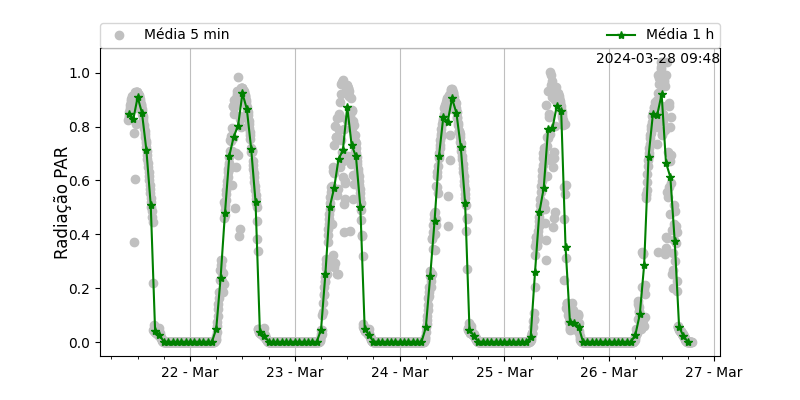 Média 5 min
Média 1 h
2024-03-28 09:48
1.0
0.8
0.6
0.4
0.2
0.0
Radiação PAR
22 - Mar
23 - Mar
24 - Mar
25 - Mar
26 - Mar
27 - Mar